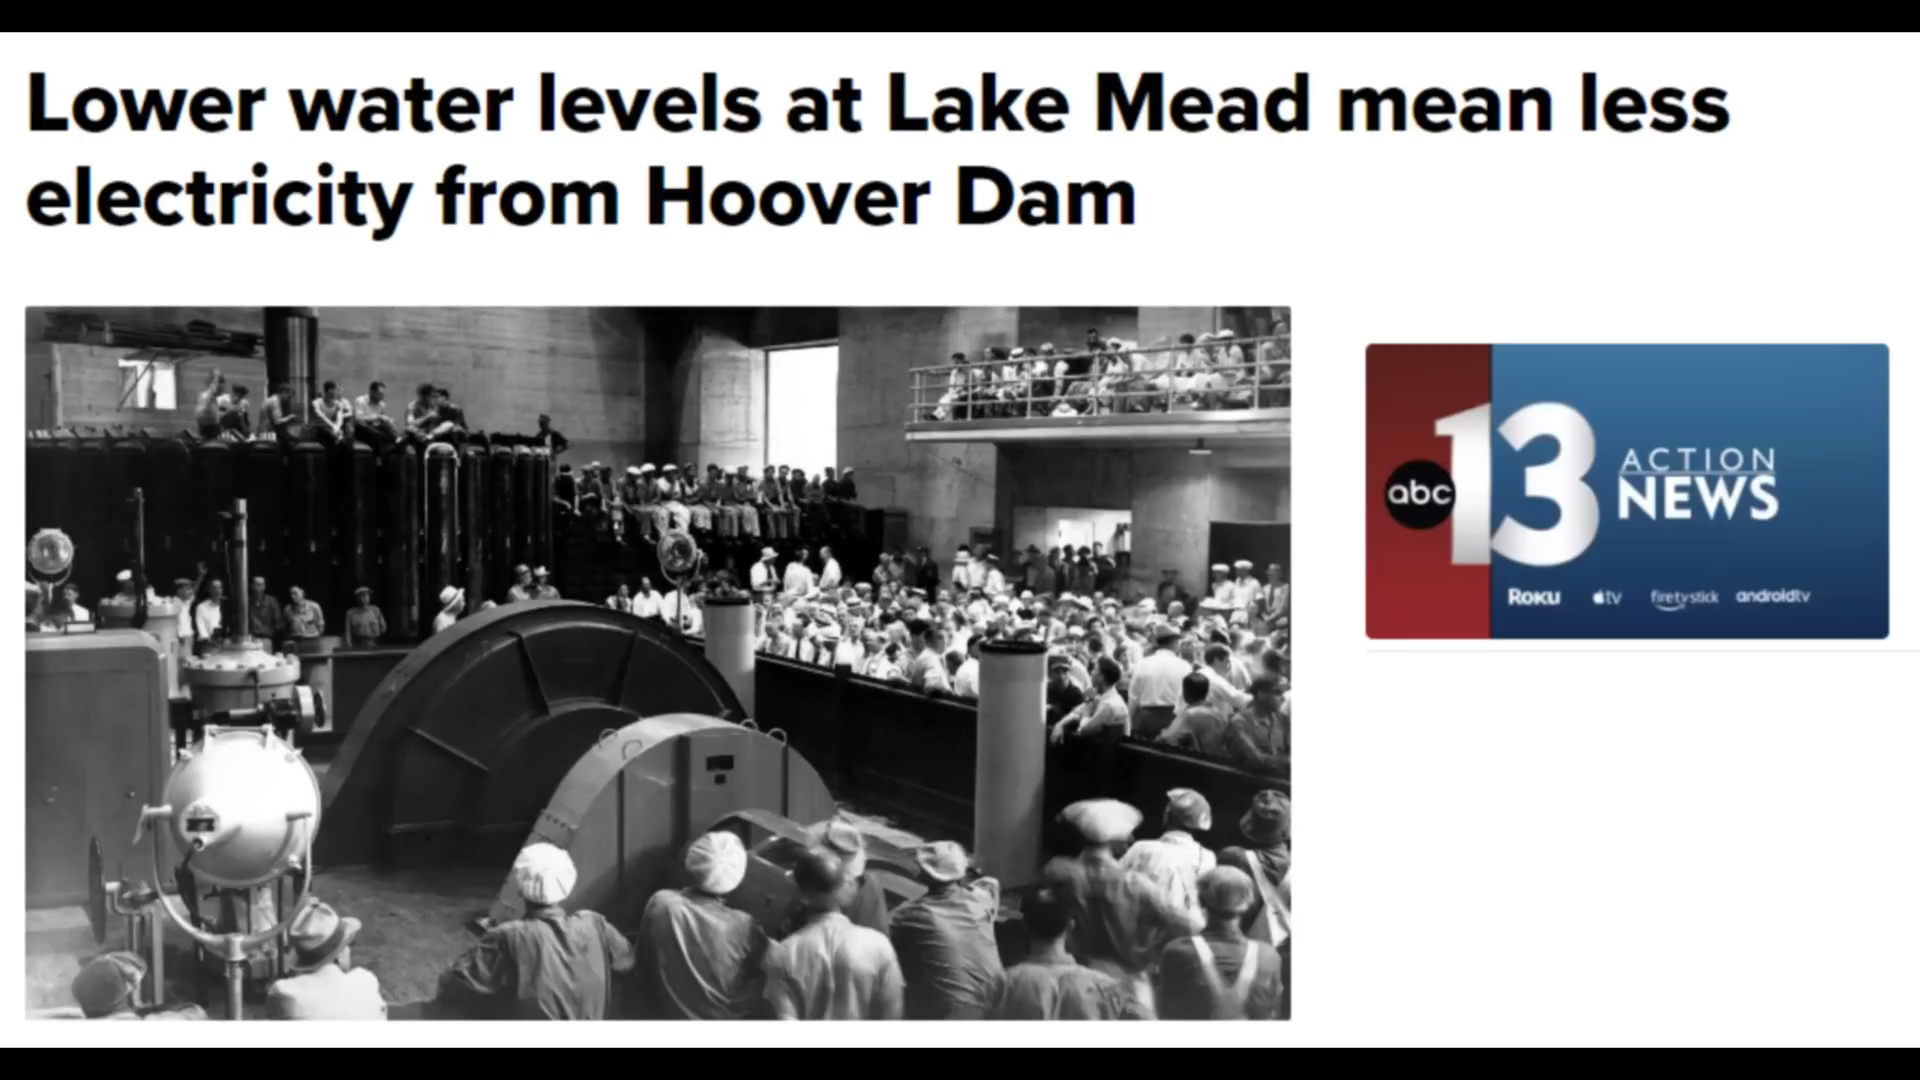 Lower water levels at Lake Mead mean less
electricity from Hoover Dam
abc 13 ACTION
NEWS
Roku tv firetvstick androidtv